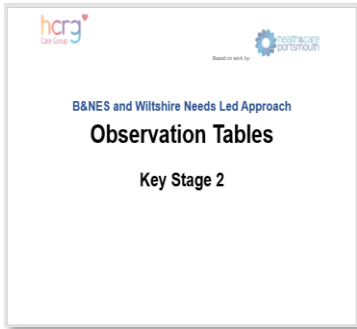 hcrg
Care Group
health&care
portsmouth
Based on work by:
B&NES and Wiltshire Needs Led Approach
Observation Tables
Key Stage 2